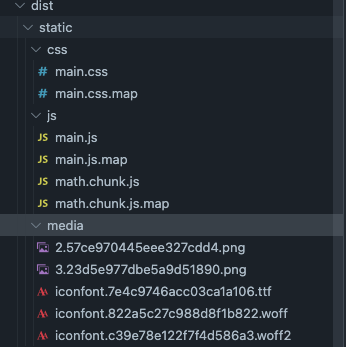 dist
static
css
# main.css
# main.css.map
js
JS main.js
JS main.js.map
JS math.chunk.js
JS math.chunk.js.map
media
2.57ce970445eee327cdd4.png
3.23d5e977dbe5a9d51890.png
iconfont.7e4c9746acc03ca1a106.ttf
iconfont.822a5c27c988d8f1b822.woff
iconfont.c39e78e122f7f4d586a3.woff2